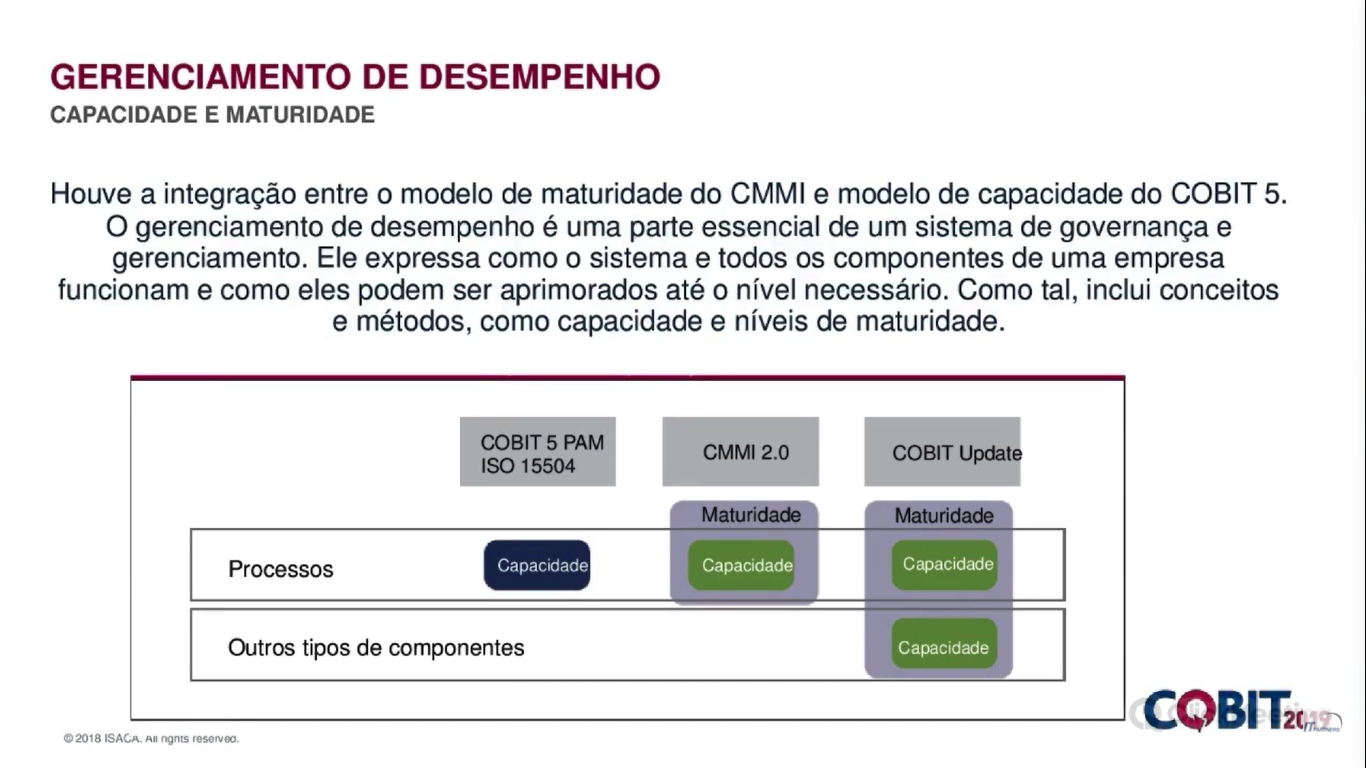 GERENCIAMENTO DE DESEMPENHO
CAPACIDADE E MATURIDADE
Houve a integração entre o modelo de maturidade do CMMI e modelo de capacidade do COBIT 5.
O gerenciamento de desempenho é uma parte essencial de um sistema de governança e
gerenciamento. Ele expressa como o sistema e todos os componentes de uma empresa
funcionam e como eles podem ser aprimorados até o nível necessário. Como tal, inclui conceitos
e métodos, como capacidade e níveis de maturidade.
COBIT 5 PAM
ISO 15504
CMMI 2.0
COBIT Update
Maturidade
Maturidade
Processos
Capacidade
Capacidade
Capacidade
Outros tipos de componentes
Capacidade
COBIT 2019
© 2018 ISACA. All rights reserved.